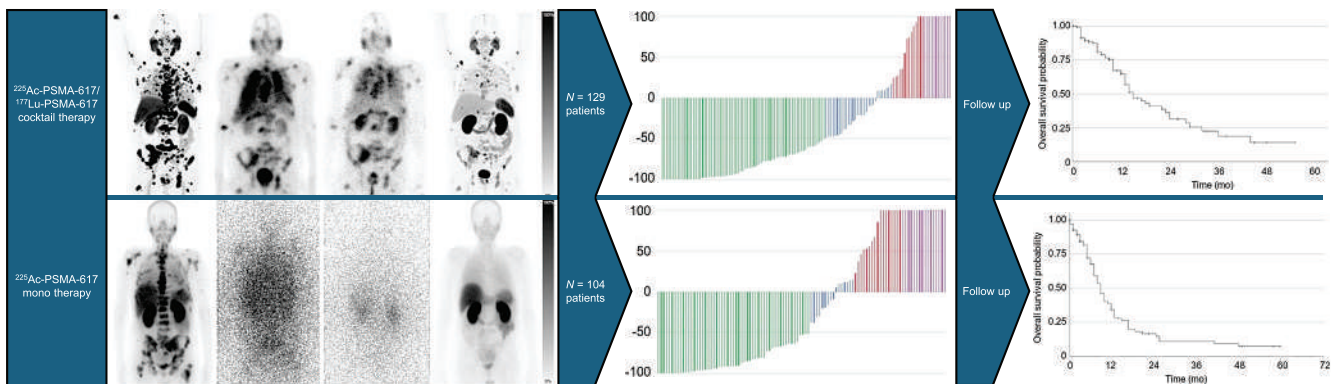 ²²⁵Ac-PSMA-617/
¹⁷⁷Lu-PSMA-617
cocktail therapy
N = 129
patients
100
50
0
-50
-100
Follow up
Overall survival probability
1.00
0.75
0.50
0.25
0
0 12 24 36 48 60 72
Time (mo)
²²⁵Ac-PSMA-617
mono therapy
N = 104
patients
100
50
0
-50
-100
Follow up
Overall survival probability
1.00
0.75
0.50
0.25
0
0 12 24 36 48 60 72
Time (mo)